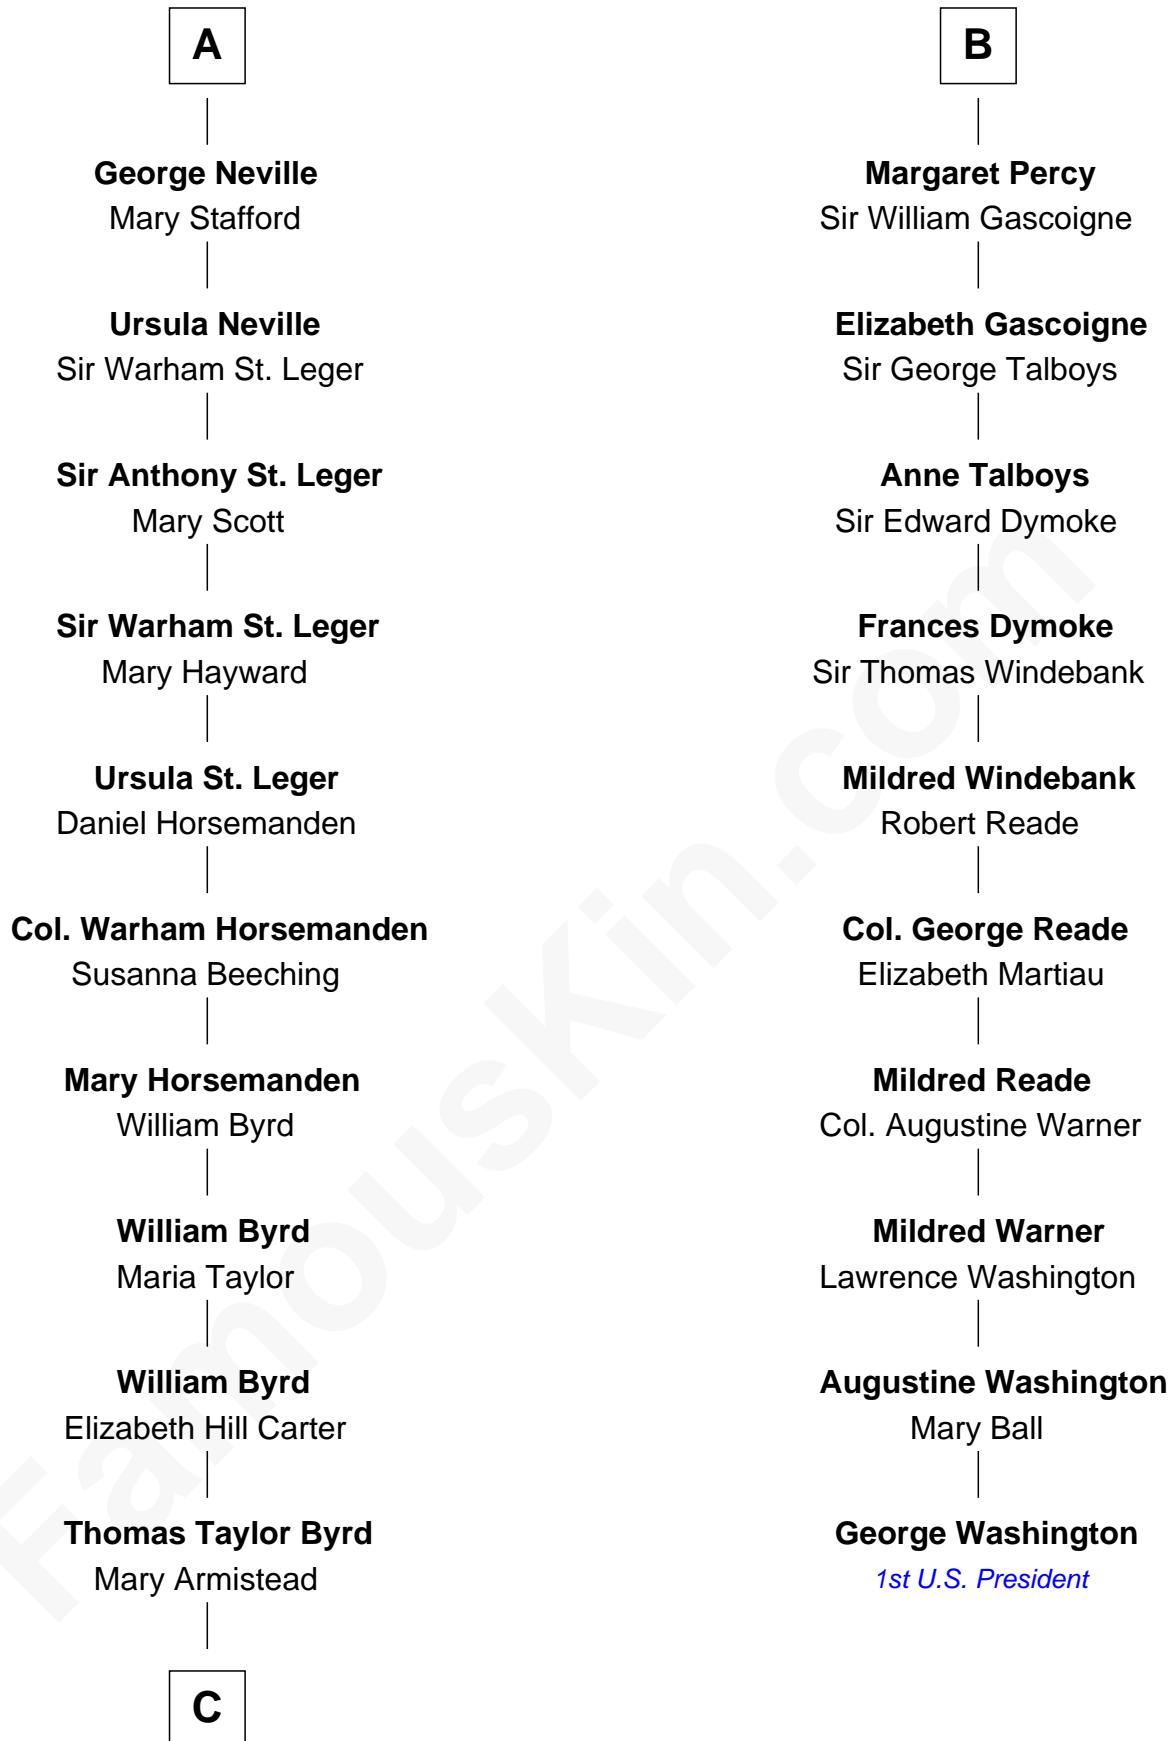 A
George Neville
Mary Stafford
Ursula Neville
Sir Warham St. Leger
Sir Anthony St. Leger
Mary Scott
Sir Warham St. Leger
Mary Hayward
Ursula St. Leger
Daniel Horsemanden
Col. Warham Horsemanden
Susanna Beeching
Mary Horsemanden
William Byrd
William Byrd
Maria Taylor
William Byrd
Elizabeth Hill Carter
Thomas Taylor Byrd
Mary Armistead
C
B
Margaret Percy
Sir William Gascoigne
Elizabeth Gascoigne
Sir George Talboys
Anne Talboys
Sir Edward Dymoke
Frances Dymoke
Sir Thomas Windebank
Mildred Windebank
Robert Reade
Col. George Reade
Elizabeth Martiau
Mildred Reade
Col. Augustine Warner
Mildred Warner
Lawrence Washington
Augustine Washington
Mary Ball
George Washington
1st U.S. President
FamousKin.com